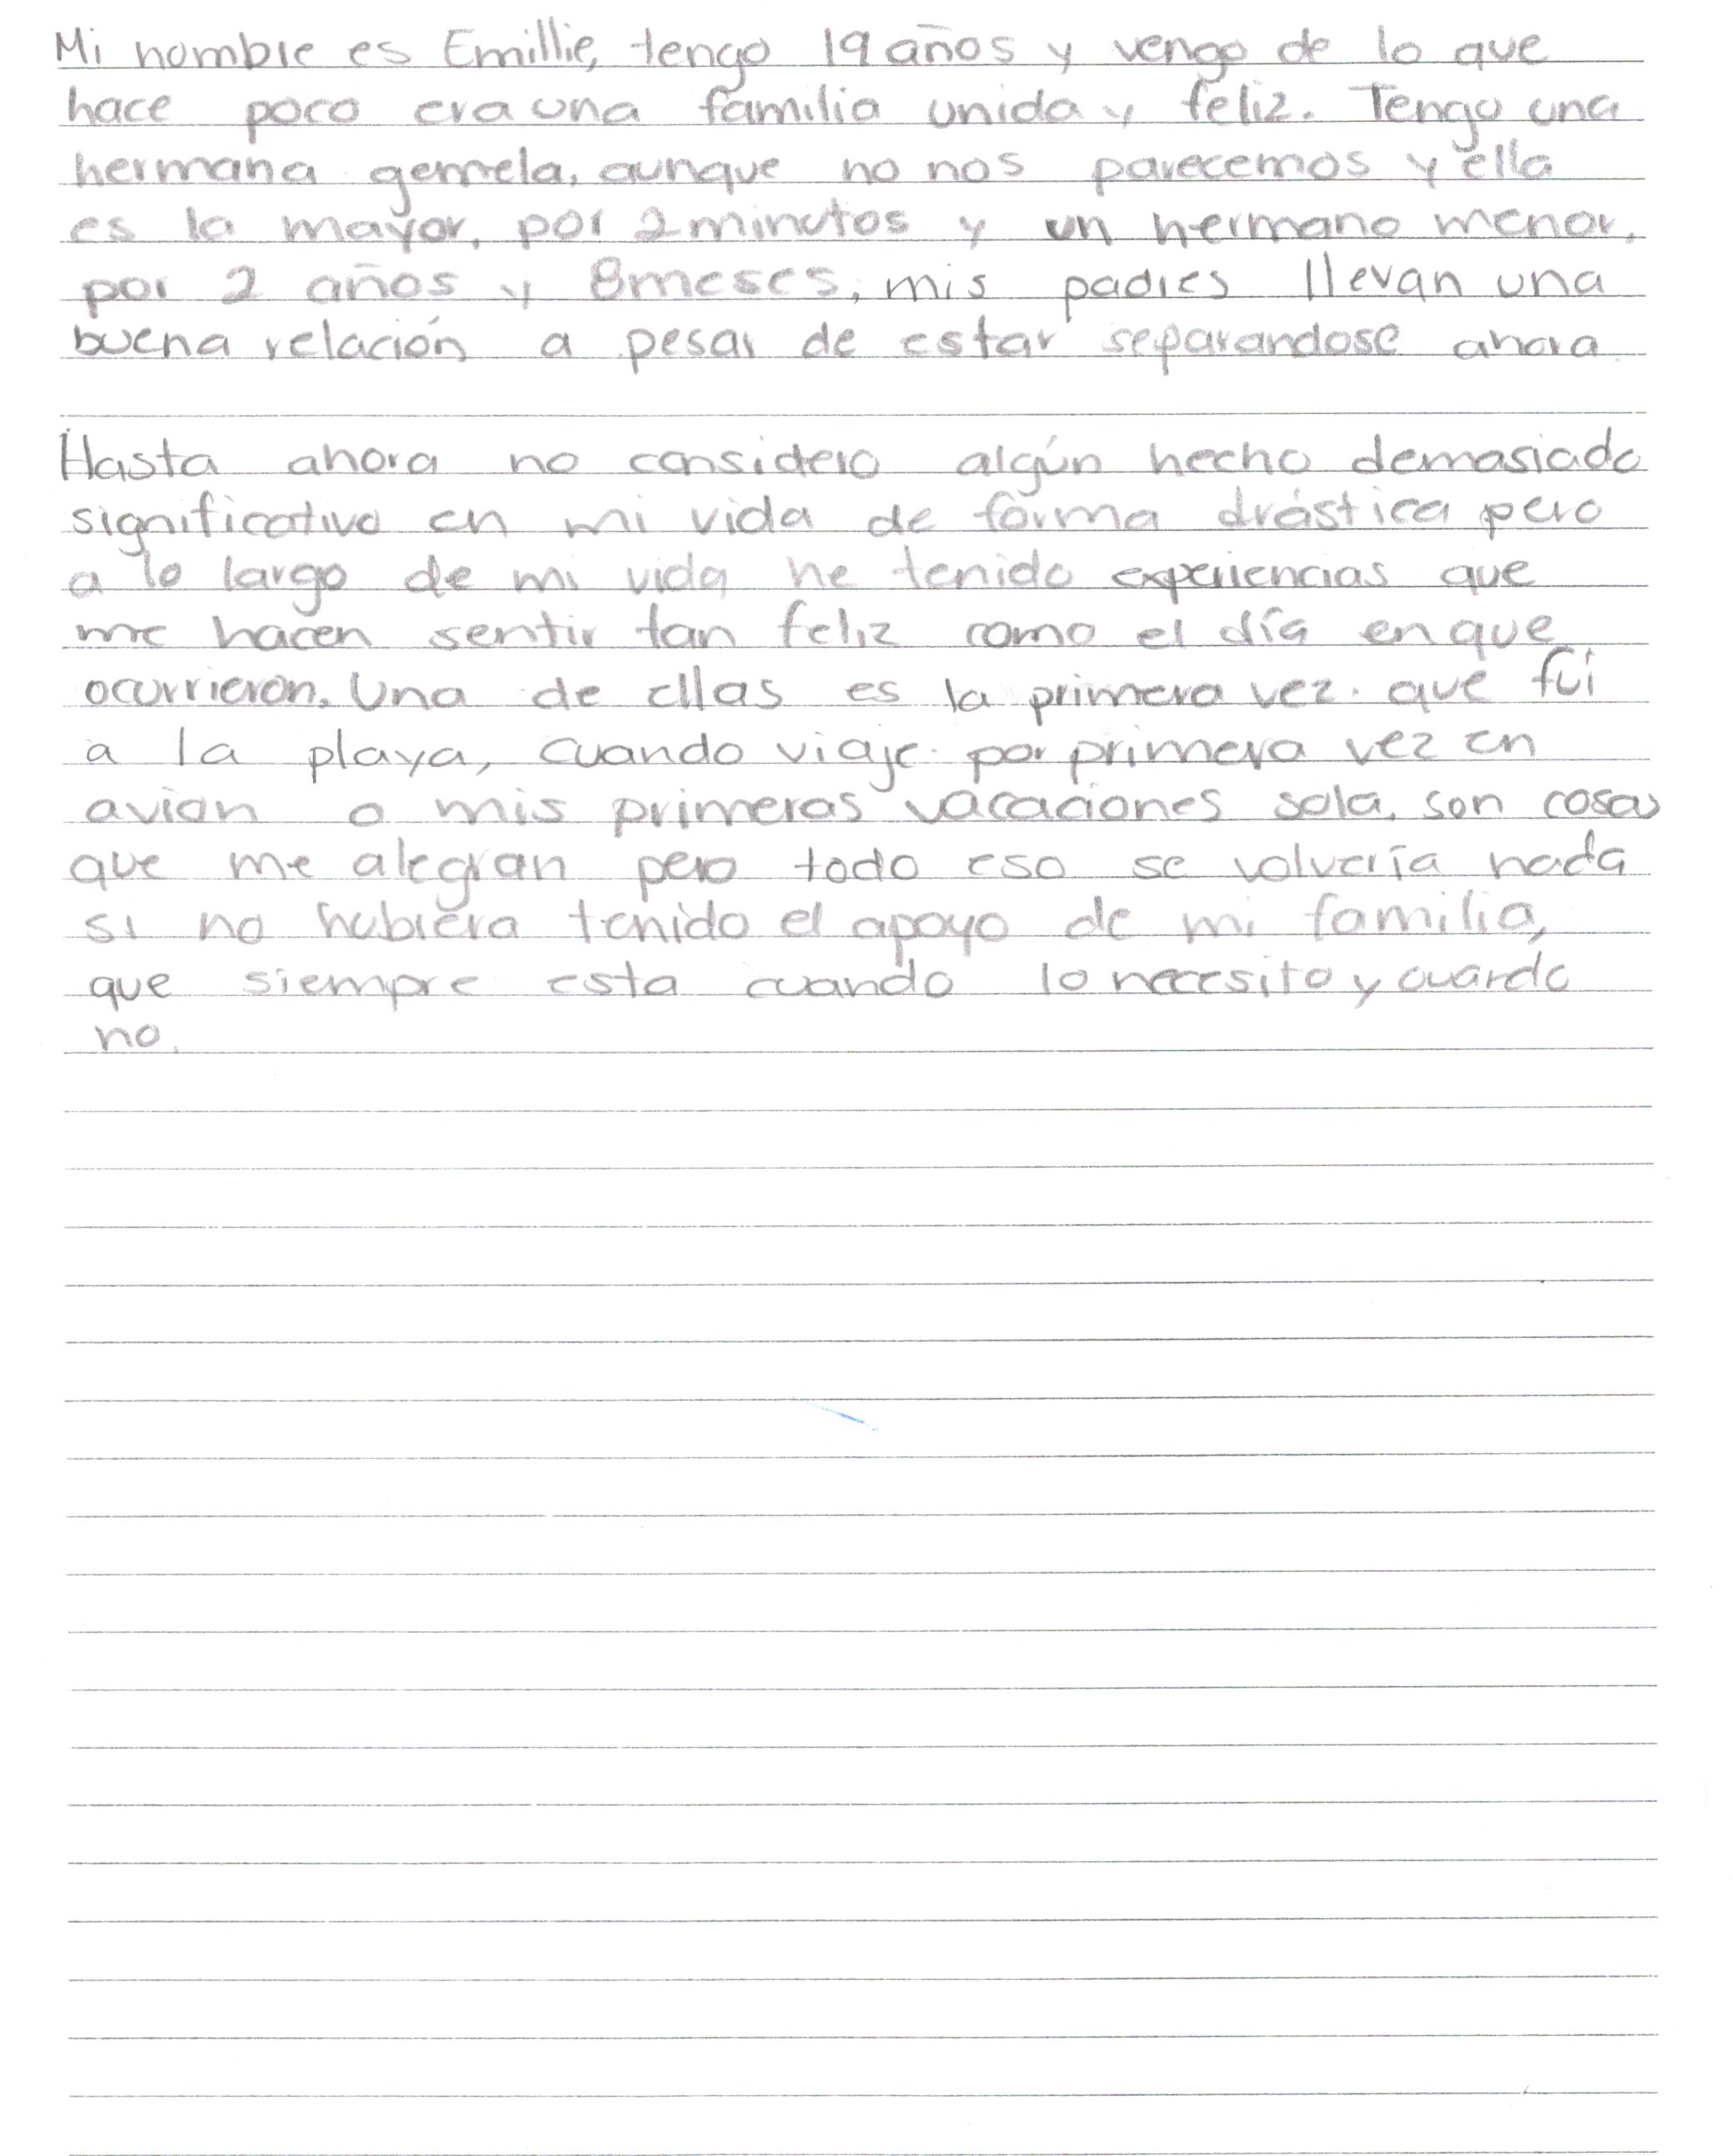 Mi nombre es Emillie, tengo 19 años y vengo de lo que
hace poco era una familia unida y feliz. Tengo una
hermana gemela, aunque no nos parecemos y ella
es la mayor, por 2 minutos y un hermano menor,
por 2 años y 8 meses, mis padres llevan una
buena relación a pesar de estar separandose ahora.
Hasta ahora no considero algún hecho demasiado
significativo en mi vida de forma drástica pero
a lo largo de mi vida he tenido experiencias que
me hacen sentir tan feliz como el día en que
ocurrieron. Una de ellas es la primera vez que fui
a la playa, cuando viaje por primera vez en
avion o mis primeras vacaciones sola, son cosas
que me alegran pero todo eso se volvería nada
si no hubiera tenido el apoyo de mi familia,
que siempre esta cuando lo necesito y cuando
no.